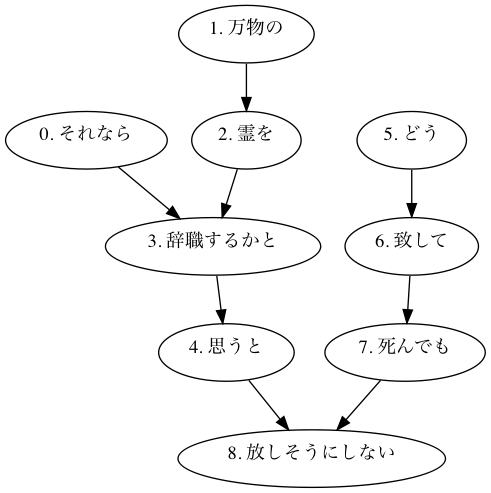 1. 万物の
0. それなら
2. 霊を
5. どう
3. 辞職するかと
6. 致して
4. 思うと
7. 死んでも
8. 放しそうにしない